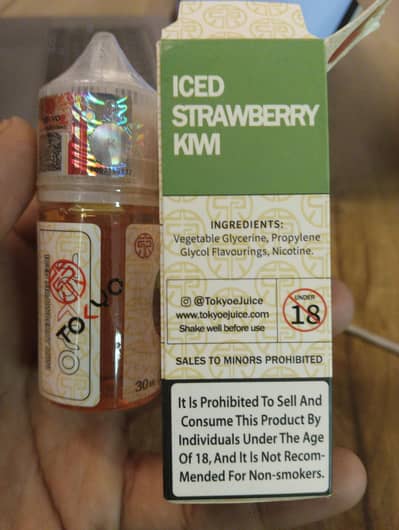 ICED
STRAWBERRY
KIWI
INGREDIENTS:
Vegetable Glycerine, Propylene
Glycol Flavourings, Nicotine.
@TokyoeJuice
www.tokyoejuice.com
Shake well before use
UNDER
18
SALES TO MINORS PROHIBITED
It Is Prohibited To Sell And
Consume This Product By
Individuals Under The Age
Of 18, And It Is Not Recom-
Mended For Non-smokers.
TOKYO
30